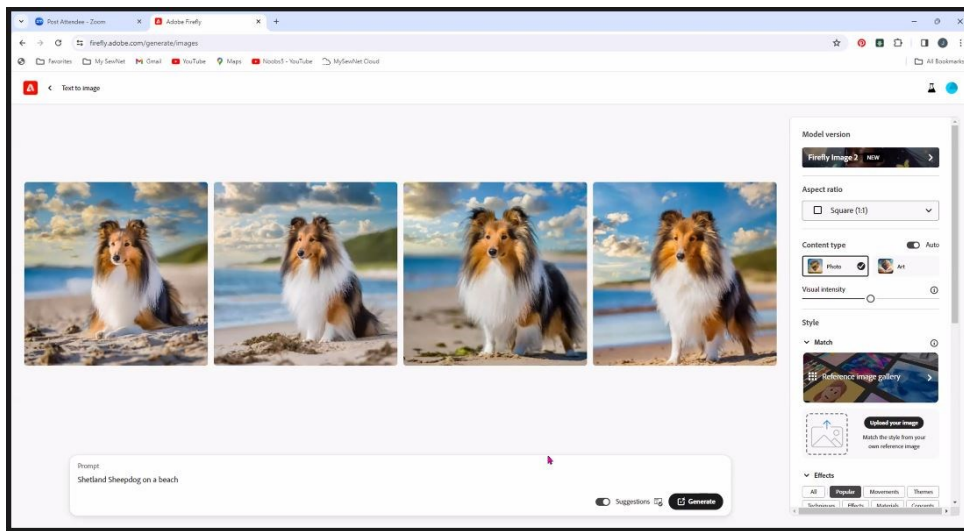 Post Attendee - Zoom
Adobe Firefly
firefly.adobe.com/generate/images
Favorites
My SewNet
Gmail
YouTube
Maps
Noobs5 - YouTube
MySewNet Cloud
All Bookmarks
Text to image
Model version
Firefly Image 2 NEW
Aspect ratio
Square (1:1)
Content type Auto
Photo Art
Visual intensity
Style
Match
Reference image gallery
Upload your image
Match the style from your
own reference image
Effects
All Popular Movements Themes
Techniques Effects Materials Concepts
Prompt
Shetland Sheepdog on a beach
Suggestions Generate